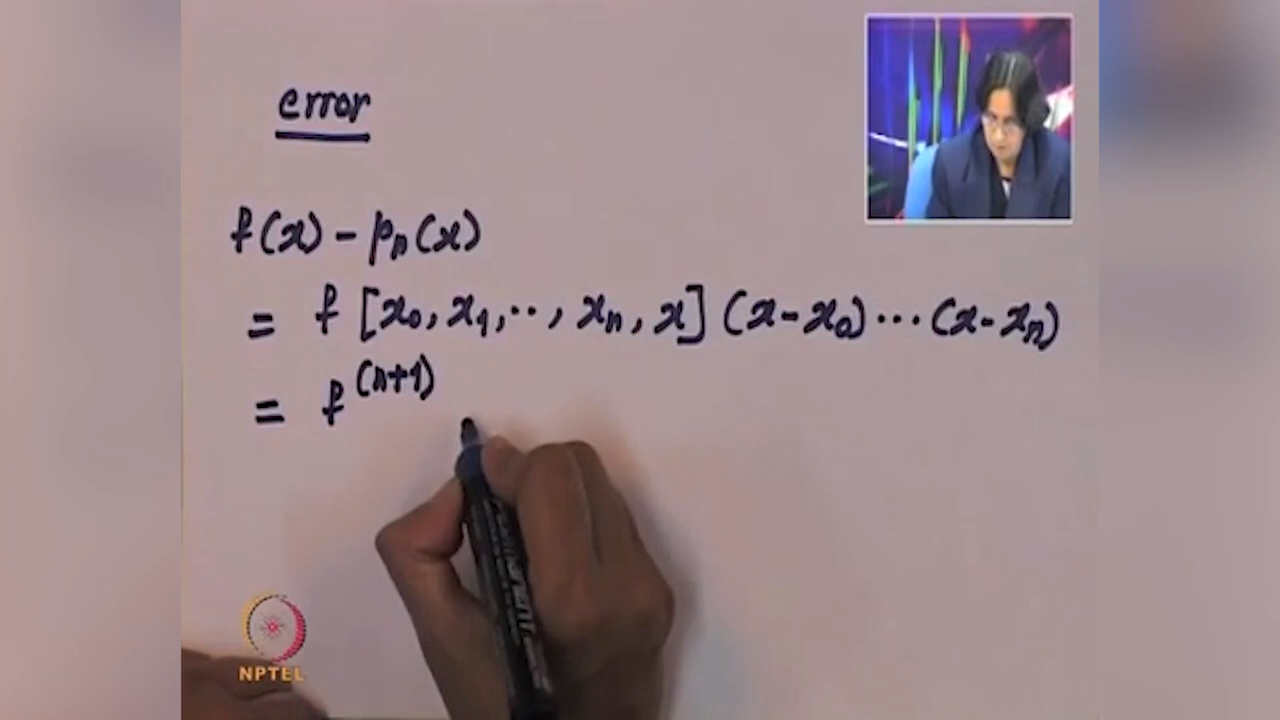 error
f(x) - pₙ(x)
= f [x₀, x₁, ‥, xₙ, x] (x-x₀)⋯(x-xₙ)
= f⁽ⁿ⁺¹⁾
NPTEL